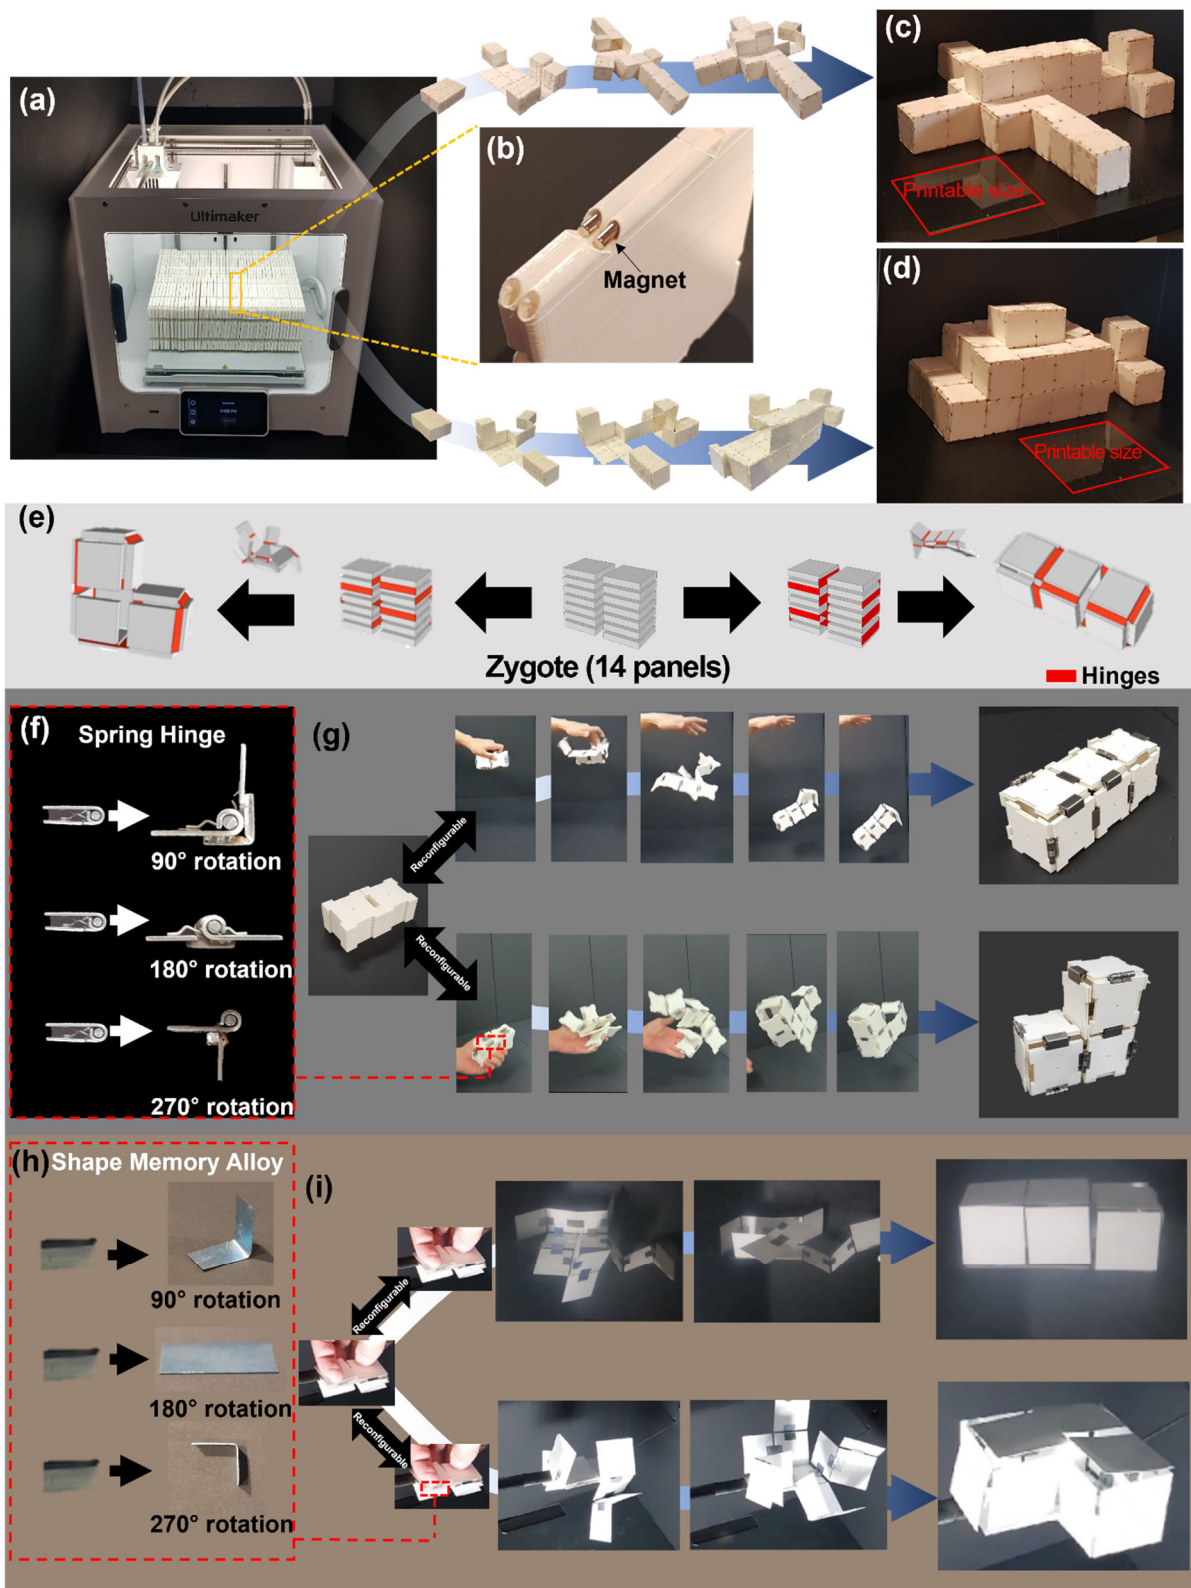 (a)
Ultimaker
(b)
Magnet
(c)
Printable size
(d)
Printable size
(e)
Zygote (14 panels)
Hinges
(f)
Spring Hinge
90° rotation
180° rotation
270° rotation
(g)
Reconfigurable
Reconfigurable
(h) Shape Memory Alloy
90° rotation
180° rotation
270° rotation
(i)
Reconfigurable
Reconfigurable